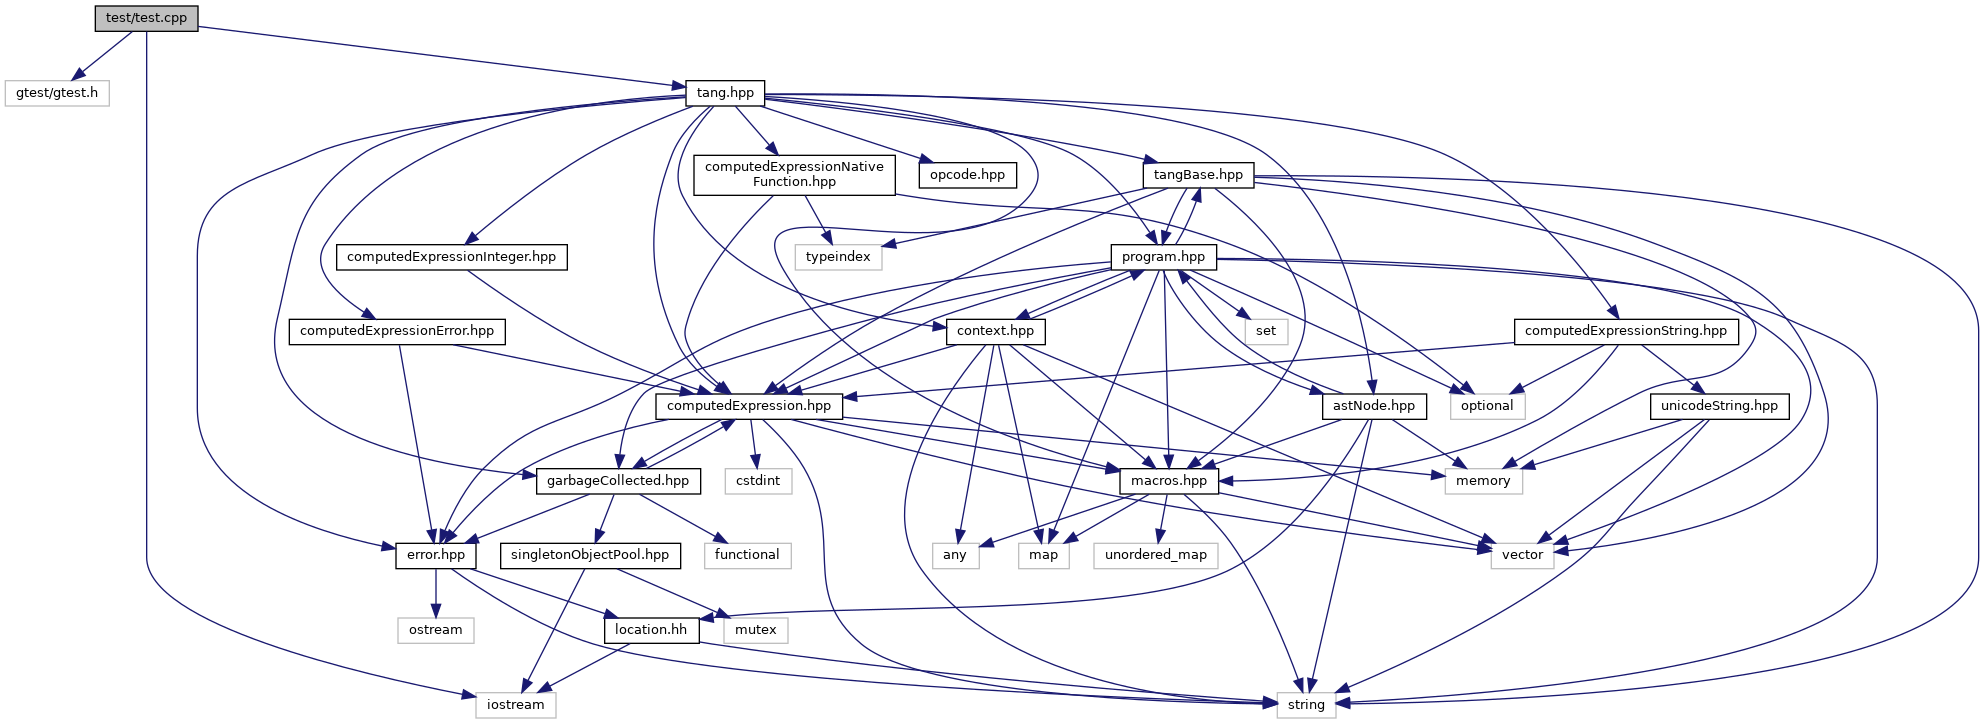 test/test.cpp
gtest/gtest.h
tang.hpp
computedExpressionNative
Function.hpp
opcode.hpp
tangBase.hpp
computedExpressionInteger.hpp
typeindex
program.hpp
computedExpressionError.hpp
context.hpp
set
computedExpressionString.hpp
computedExpression.hpp
astNode.hpp
optional
unicodeString.hpp
garbageCollected.hpp
cstdint
macros.hpp
memory
error.hpp
singletonObjectPool.hpp
functional
any
map
unordered_map
vector
ostream
location.hh
mutex
iostream
string